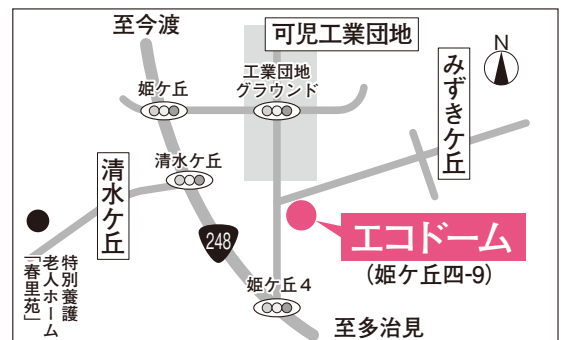 至今渡
可児工業団地
N
工業団地
グラウンド
姫ケ丘
みずきケ丘
清水ケ丘
清水ケ丘
248
エコドーム
(姫ケ丘四-9)
特別養護
老人ホーム
「春里苑」
姫ケ丘4
至多治見